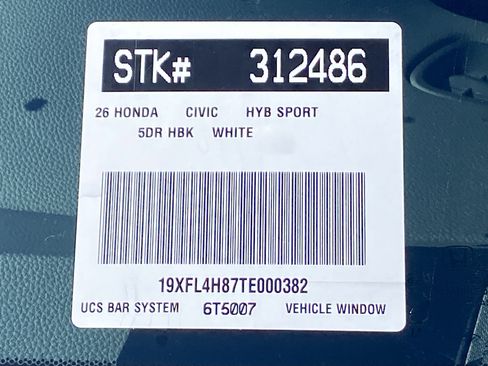 STK# 312486
26 HONDA CIVIC HYB SPORT
5DR HBK WHITE
19XFL4H87TE000382
UCS BAR SYSTEM 6T5007 VEHICLE WINDOW